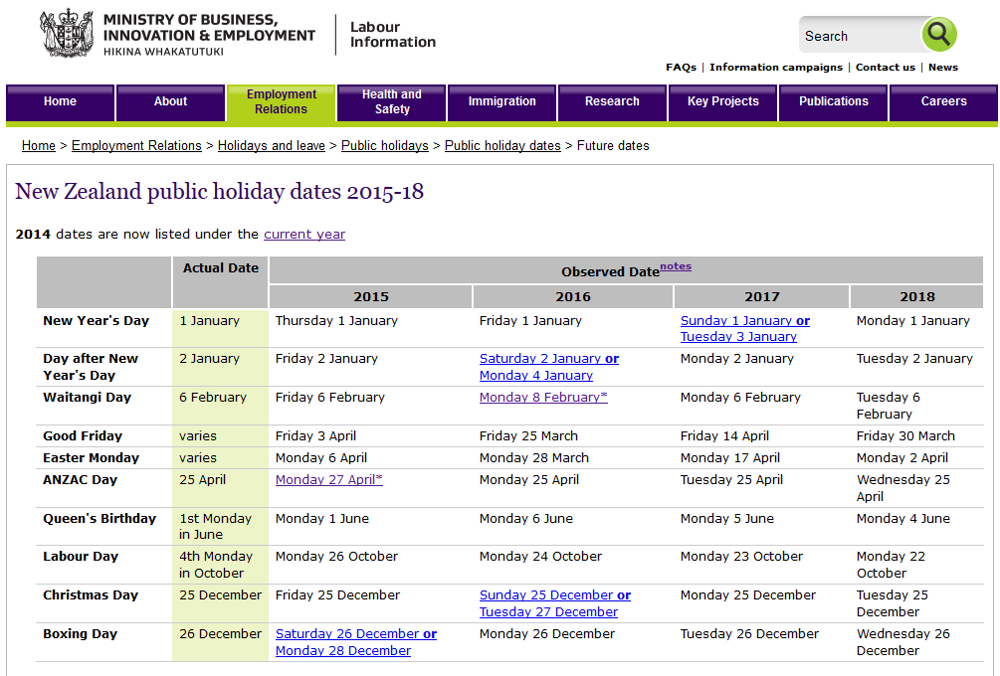 MINISTRY OF BUSINESS,
INNOVATION & EMPLOYMENT
HIKINA WHAKATUTUKI
Labour
Information
Search
FAQs | Information campaigns | Contact us | News
Home
About
Employment
Relations
Health and
Safety
Immigration
Research
Key Projects
Publications
Careers
Home > Employment Relations > Holidays and leave > Public holidays > Public holiday dates > Future dates
New Zealand public holiday dates 2015-18
2014 dates are now listed under the current year
Actual Date
Observed Date notes
2015 2016 2017 2018
New Year's Day 1 January Thursday 1 January Friday 1 January Sunday 1 January or Monday 1 January
Tuesday 3 January
Day after New 2 January Friday 2 January Saturday 2 January or Monday 2 January Tuesday 2 January
Year's Day Monday 4 January
Waitangi Day 6 February Friday 6 February Monday 8 February* Monday 6 February Tuesday 6
February
Good Friday varies Friday 3 April Friday 25 March Friday 14 April Friday 30 March
Easter Monday varies Monday 6 April Monday 28 March Monday 17 April Monday 2 April
ANZAC Day 25 April Monday 27 April* Monday 25 April Tuesday 25 April Wednesday 25
April
Queen's Birthday 1st Monday Monday 1 June Monday 6 June Monday 5 June Monday 4 June
in June
Labour Day 4th Monday Monday 26 October Monday 24 October Monday 23 October Monday 22
in October October
Christmas Day 25 December Friday 25 December Sunday 25 December or Monday 25 December Tuesday 25
Tuesday 27 December December
Boxing Day 26 December Saturday 26 December or Monday 26 December Tuesday 26 December Wednesday 26
Monday 28 December December